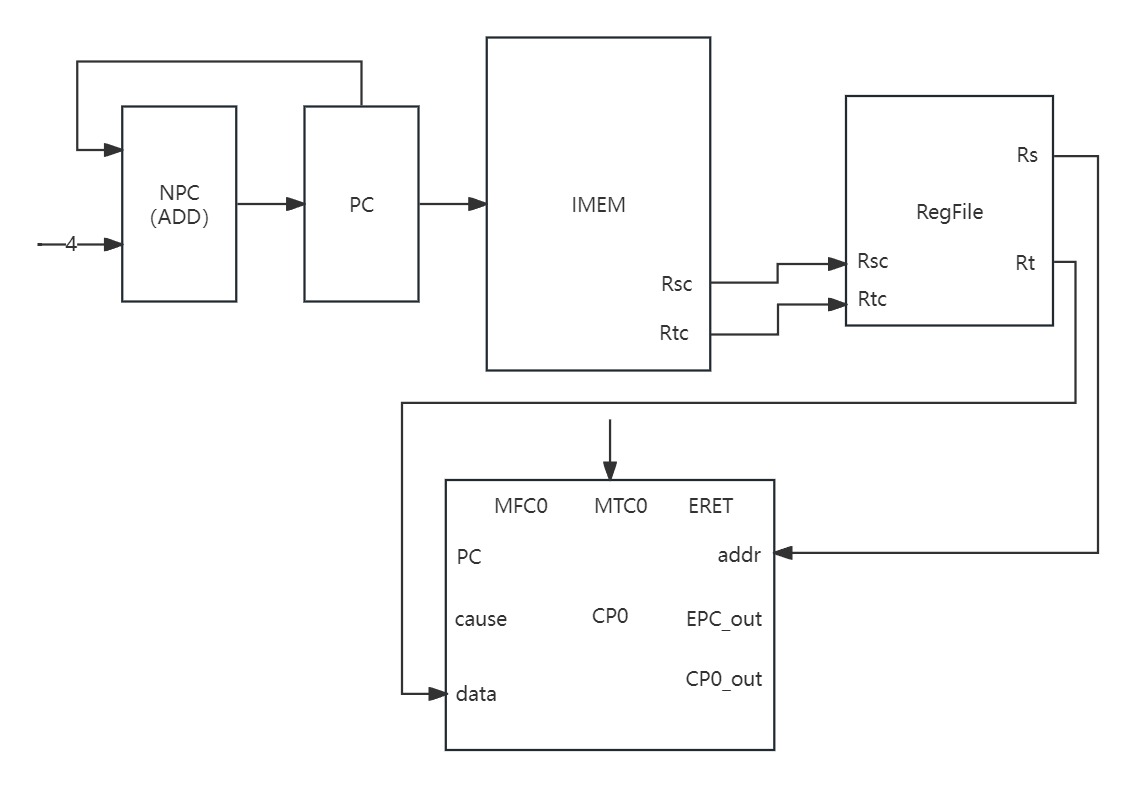 NPC
(ADD)
4
PC
IMEM
Rsc
Rtc
RegFile
Rs
Rt
Rsc
Rtc
MFC0
MTC0
ERET
PC
addr
cause
CP0
EPC_out
CP0_out
data